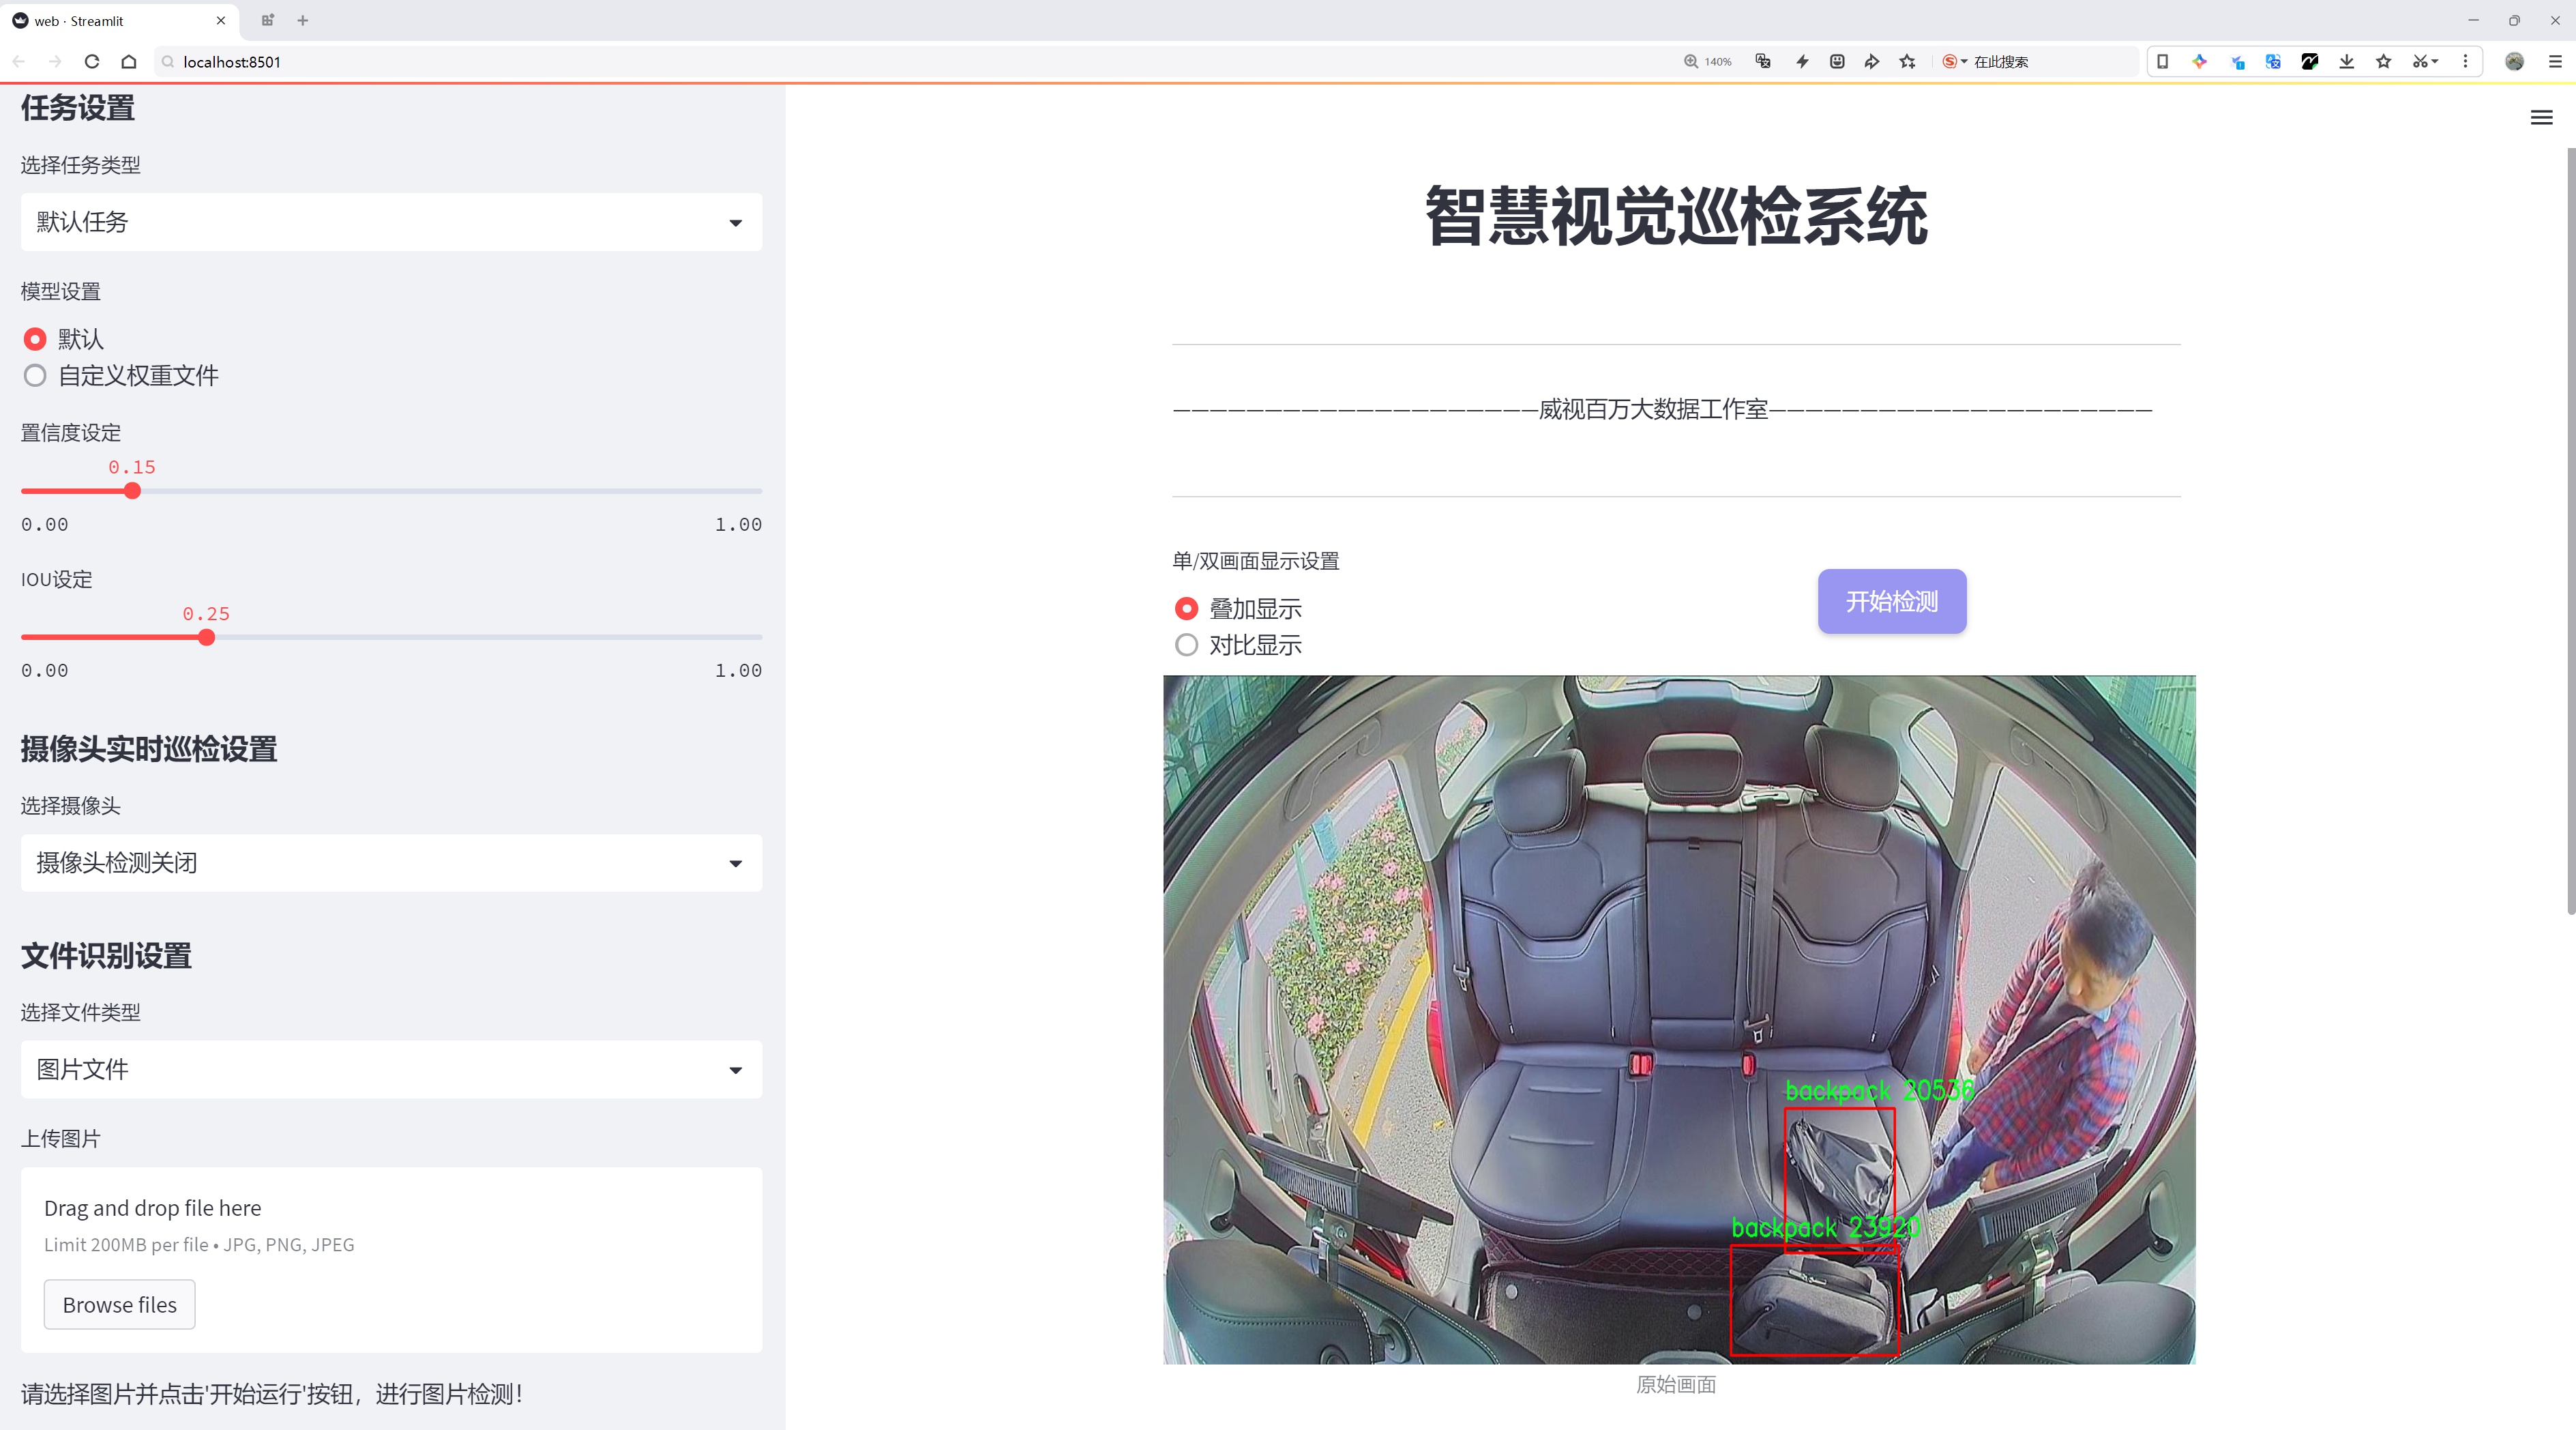 web · Streamlit
localhost:8501
140%
在此搜索
任务设置
选择任务类型
默认任务
模型设置
默认
自定义权重文件
置信度设定
0.15
0.00 1.00
IOU设定
0.25
0.00 1.00
摄像头实时巡检设置
选择摄像头
摄像头检测关闭
文件识别设置
选择文件类型
图片文件
上传图片
Drag and drop file here
Limit 200MB per file • JPG, PNG, JPEG
Browse files
请选择图片并点击'开始运行'按钮，进行图片检测！
智慧视觉巡检系统
————————————————————威视百万大数据工作室—————————————————————
单/双画面显示设置
叠加显示
对比显示
开始检测
backpack 20536
backpack 23920
原始画面